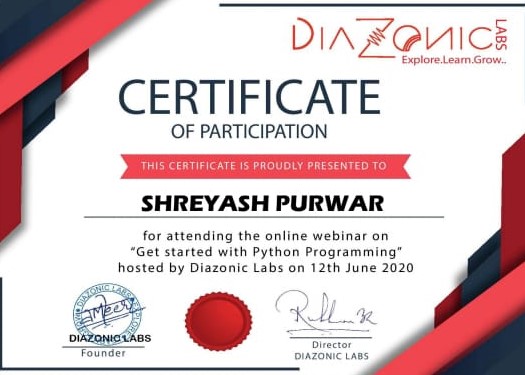 DIAZONIC LABS
Explore.Learn.Grow..
CERTIFICATE
OF PARTICIPATION
THIS CERTIFICATE IS PROUDLY PRESENTED TO
SHREYASH PURWAR
for attending the online webinar on
“Get started with Python Programming”
hosted by Diazonic Labs on 12th June 2020
DIAZONIC LABS
Founder
Director
DIAZONIC LABS